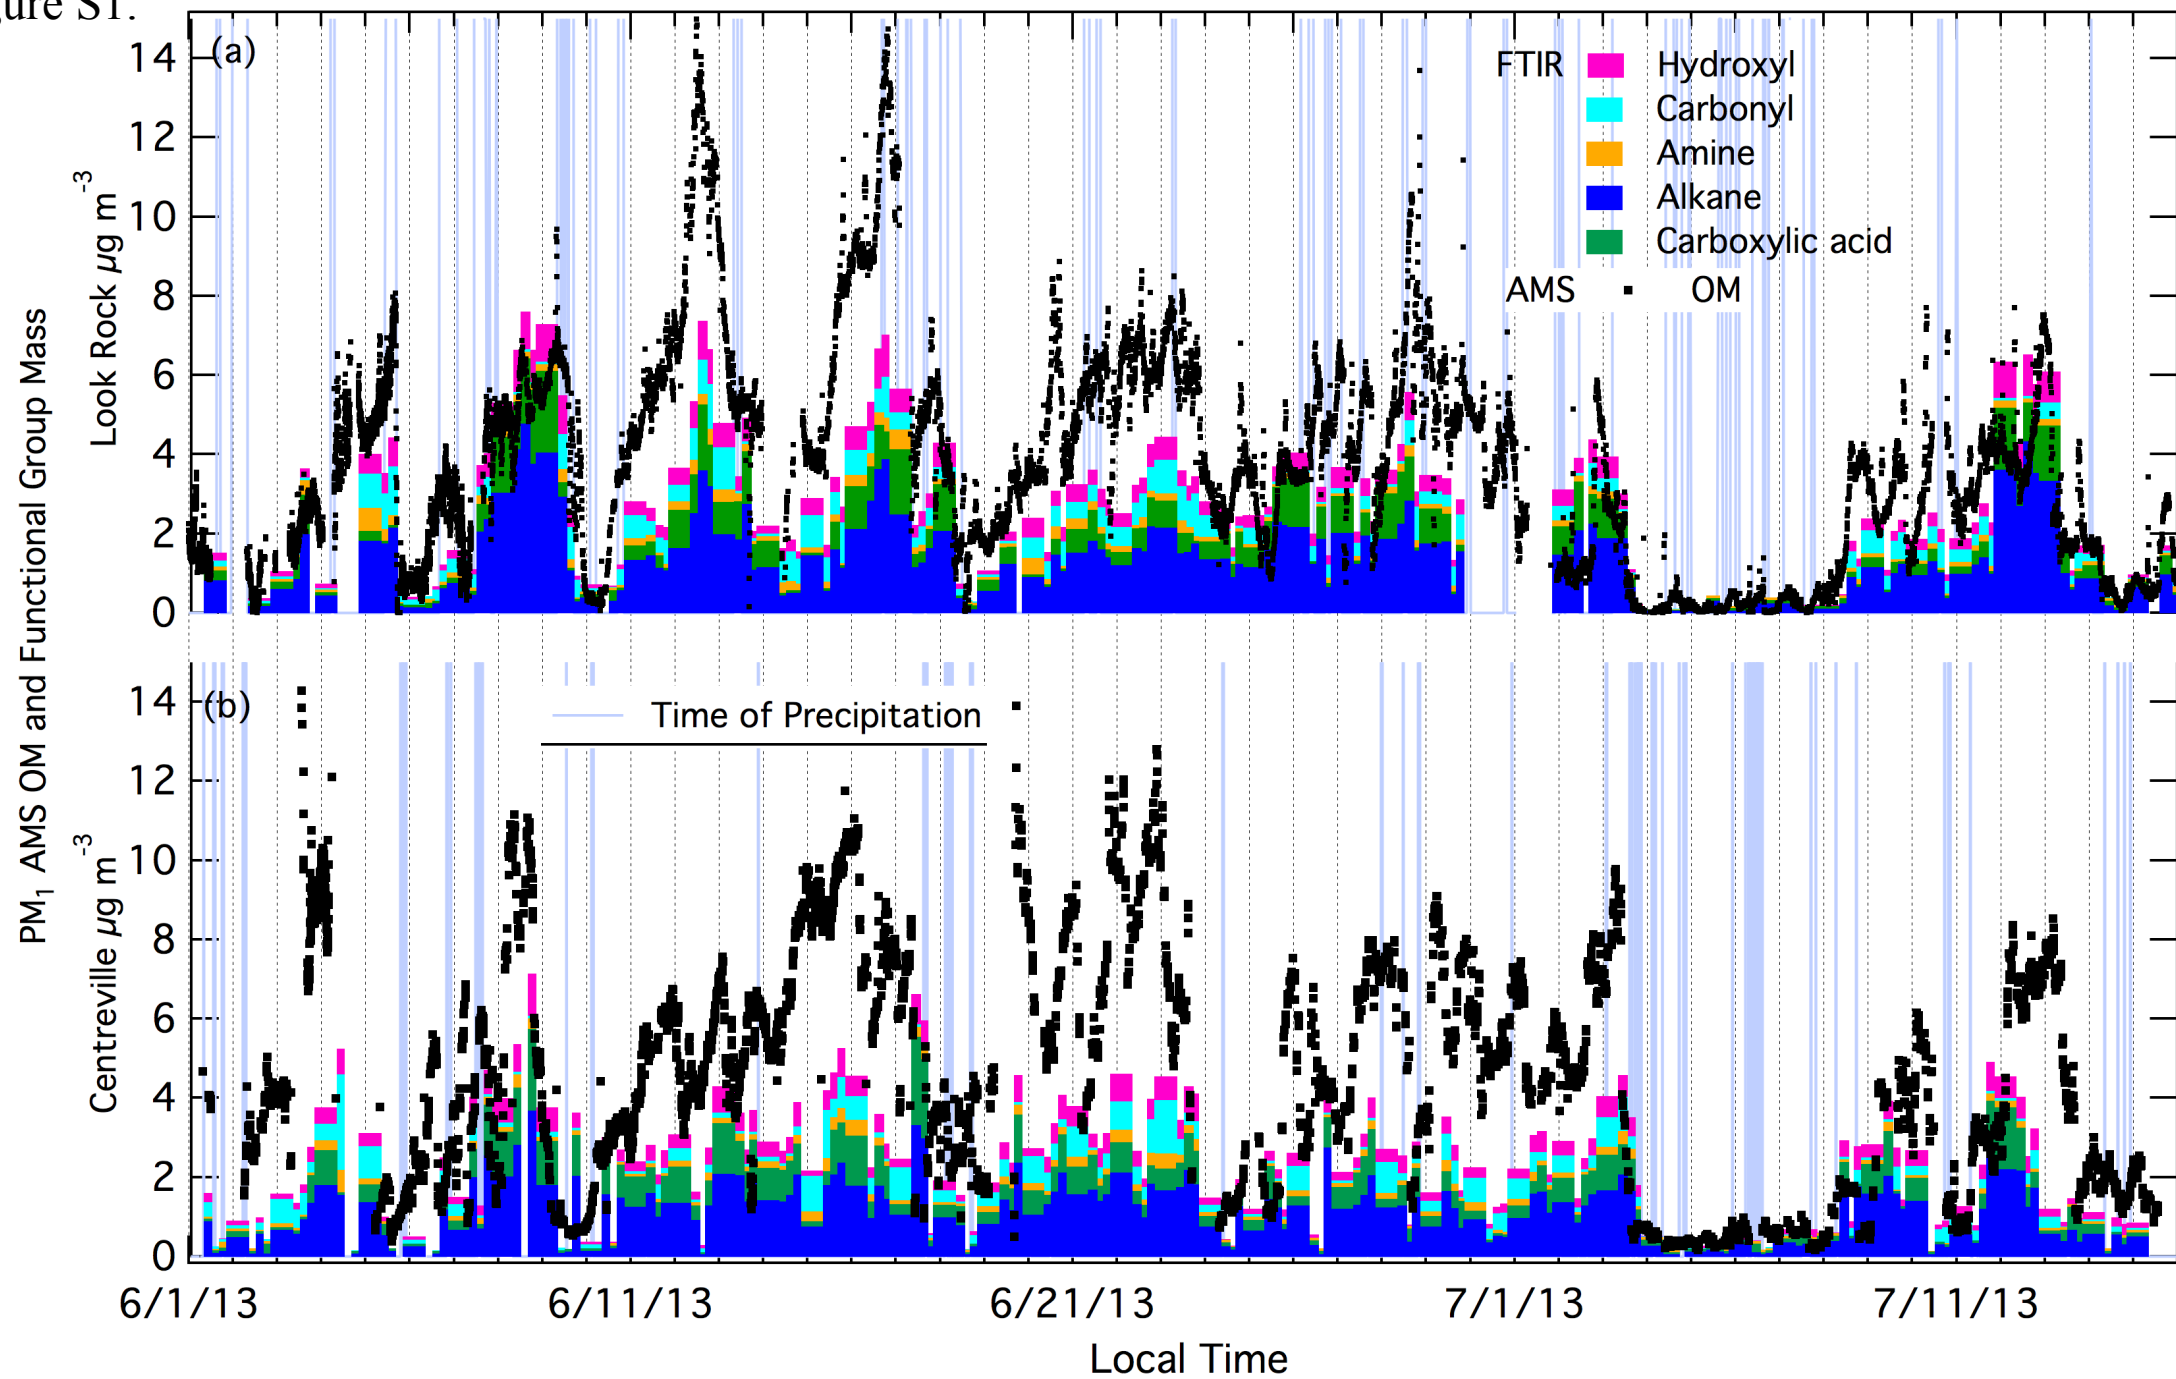 gure S1.
(a)
14
12
10
8
6
4
2
0
Look Rock µg m-3
FTIR
Hydroxyl
Carbonyl
Amine
Alkane
Carboxylic acid
AMS OM
PM1 AMS OM and Functional Group Mass
(b)
14
12
10
8
6
4
2
0
Centreville µg m-3
Time of Precipitation
6/1/13 6/11/13 6/21/13 7/1/13 7/11/13
Local Time